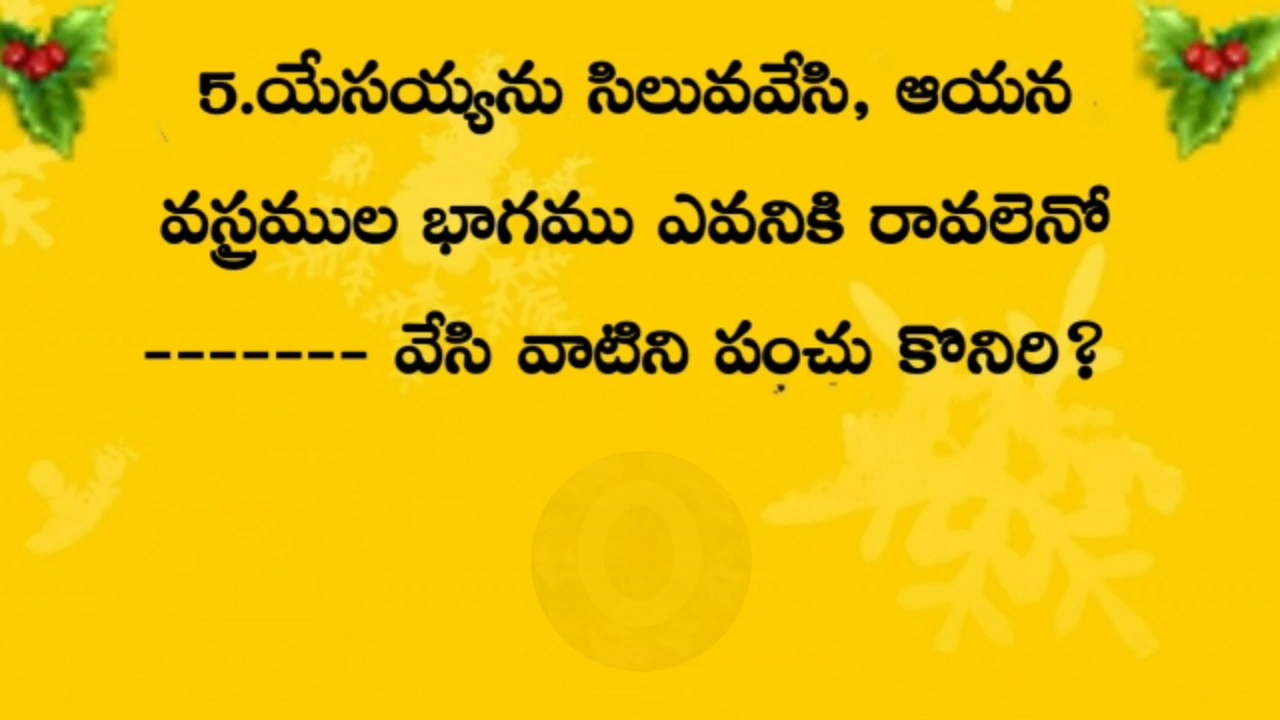 5.యేసయ్యను సిలువవేసి, ఆయన
వస్త్రముల భాగము ఎవనికి రావలెనో
------- వేసి వాటిని పంచు కొనిరి?